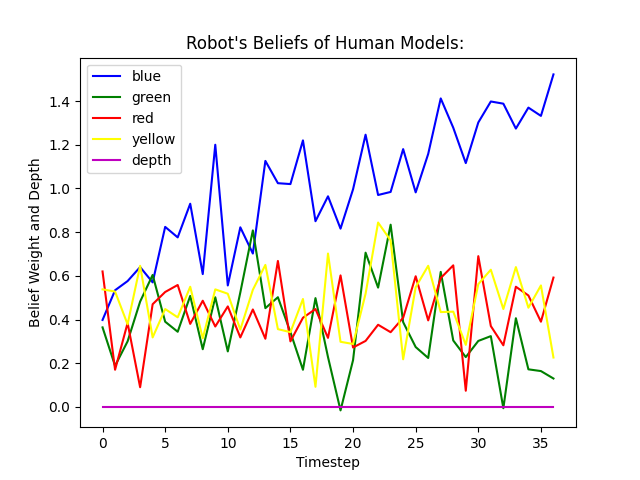 Robot's Beliefs of Human Models:
blue
green
red
yellow
depth
Belief Weight and Depth
1.4
1.2
1.0
0.8
0.6
0.4
0.2
0.0
0 5 10 15 20 25 30 35
Timestep